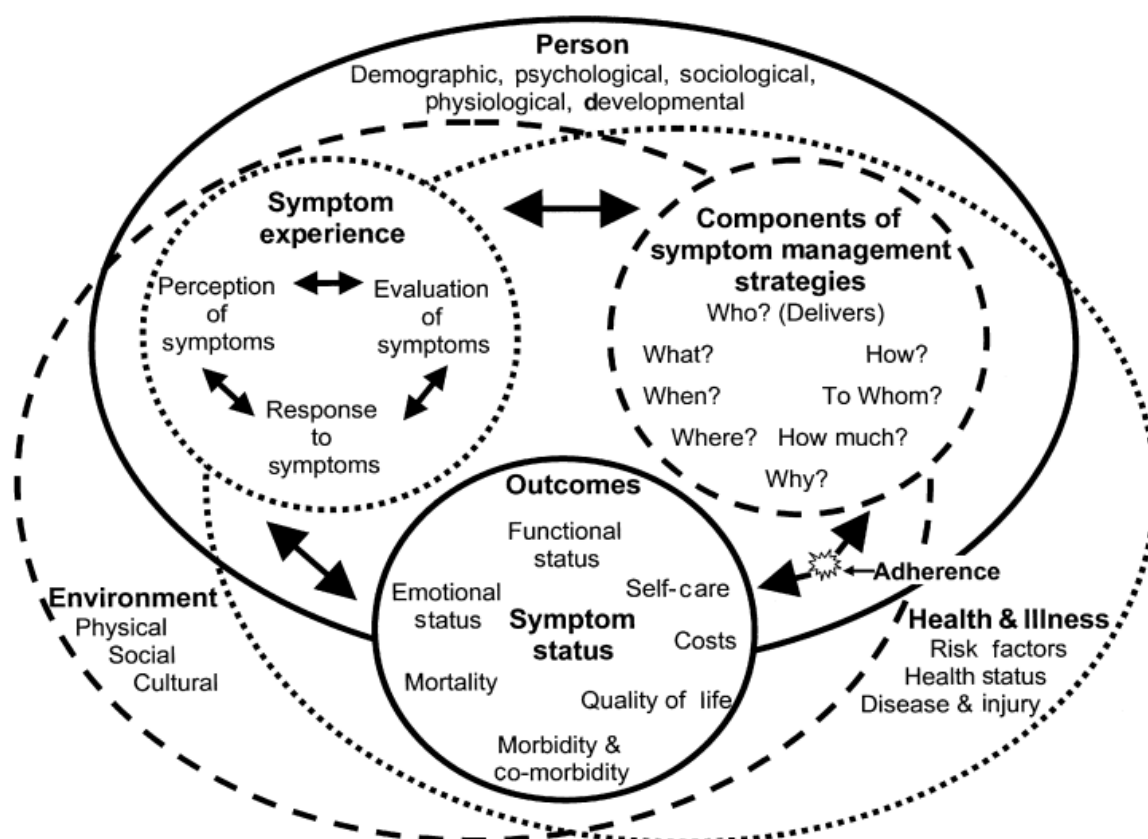 Person
Demographic, psychological, sociological,
physiological, developmental
Symptom
experience
Perception
of
symptoms
Evaluation
of
symptoms
Response
to
symptoms
Components of
symptom management
strategies
Who? (Delivers)
What?
How?
When?
To Whom?
Where?
How much?
Why?
Outcomes
Functional
status
Emotional
status
Self-care
Symptom
status
Costs
Mortality
Quality of life
Morbidity &
co-morbidity
Adherence
Environment
Physical
Social
Cultural
Health & Illness
Risk factors
Health status
Disease & injury